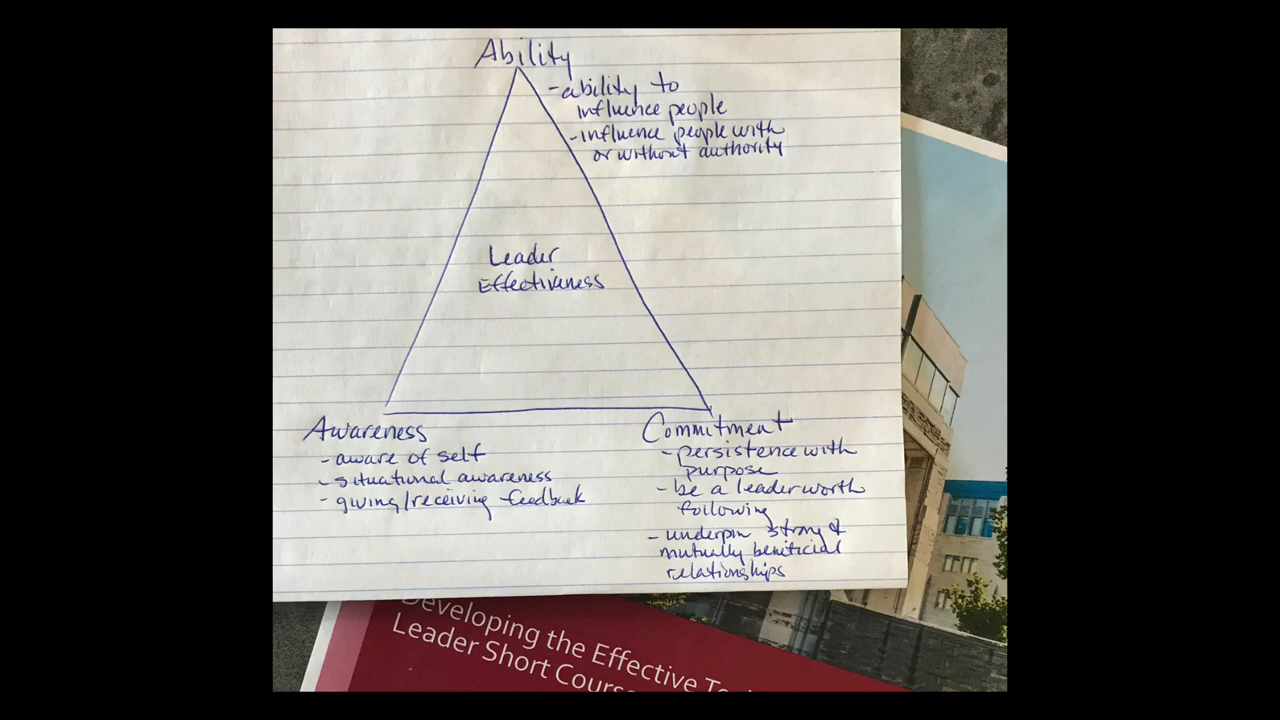 Ability
- ability to
influence people
- influence people with
or without authority
Leader
Effectiveness
Awareness
- aware of self
- situational awareness
- giving/receiving feedback
Commitment
- persistence with
purpose
- be a leader worth
following
- underpin strong &
mutually beneficial
relationships
Developing the Effective
Leader Short Course